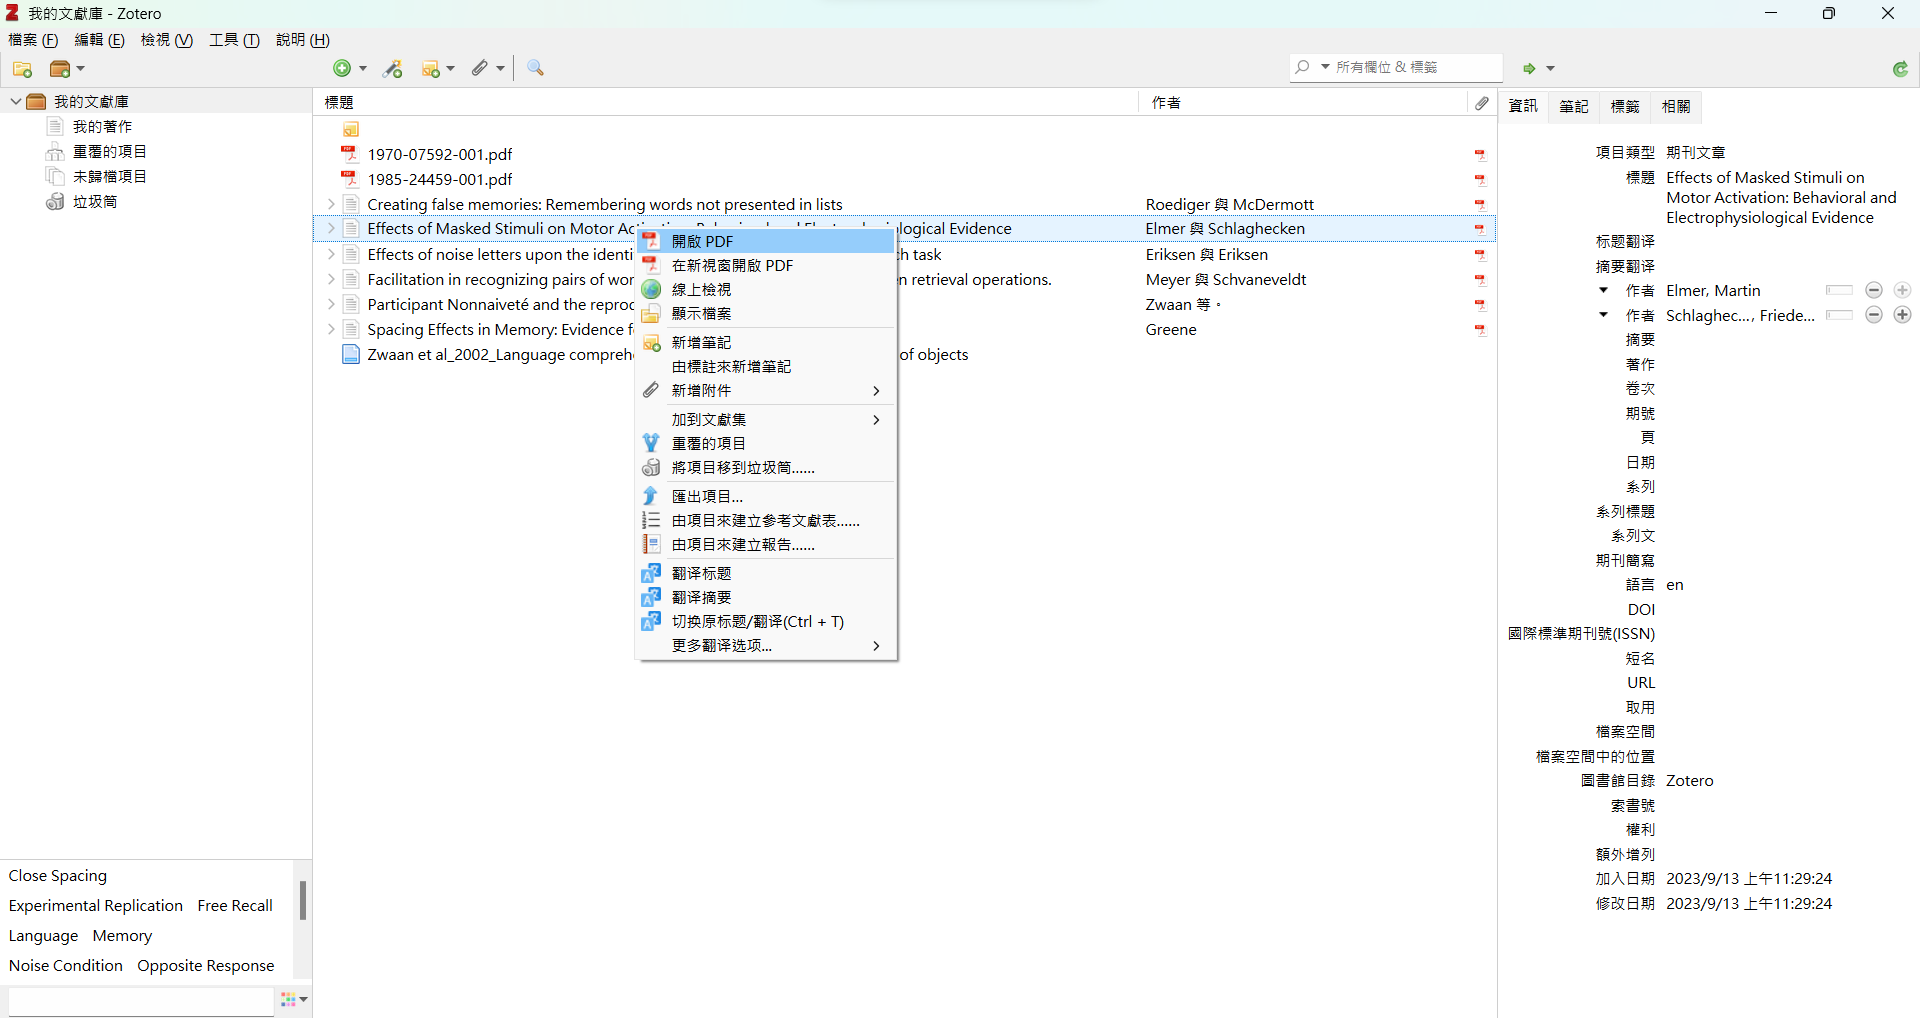 我的文獻庫 - Zotero
檔案 (F) 編輯 (E) 檢視 (V) 工具 (T) 說明 (H)
所有欄位 & 標籤
我的文獻庫
我的著作
重覆的項目
未歸檔項目
垃圾筒
Close Spacing
Experimental Replication Free Recall
Language Memory
Noise Condition Opposite Response
標題 作者
1970-07592-001.pdf
1985-24459-001.pdf
Creating false memories: Remembering words not presented in lists Roediger 與 McDermott
Effects of Masked Stimuli on Motor Ac ological Evidence Elmer 與 Schlaghecken
Effects of noise letters upon the identi ch task Eriksen 與 Eriksen
Facilitation in recognizing pairs of wor n retrieval operations. Meyer 與 Schvaneveldt
Participant Nonnaiveté and the reprod Zwaan 等。
Spacing Effects in Memory: Evidence f Greene
Zwaan et al_2002_Language compreh of objects
開啟 PDF
在新視窗開啟 PDF
線上檢視
顯示檔案
新增筆記
由標註來新增筆記
新增附件
加到文獻集
重覆的項目
將項目移到垃圾筒......
匯出項目...
由項目來建立參考文獻表......
由項目來建立報告......
翻译标题
翻译摘要
切换原标题/翻译(Ctrl + T)
更多翻译选项...
資訊 筆記 標籤 相關
項目類型 期刊文章
標題 Effects of Masked Stimuli on
Motor Activation: Behavioral and
Electrophysiological Evidence
标题翻译
摘要翻译
作者 Elmer, Martin
作者 Schlaghec..., Friede...
摘要
著作
卷次
期號
頁
日期
系列
系列標題
系列文
期刊簡寫
語言 en
DOI
國際標準期刊號(ISSN)
短名
URL
取用
檔案空間
檔案空間中的位置
圖書館目錄 Zotero
索書號
權利
額外增列
加入日期 2023/9/13 上午11:29:24
修改日期 2023/9/13 上午11:29:24